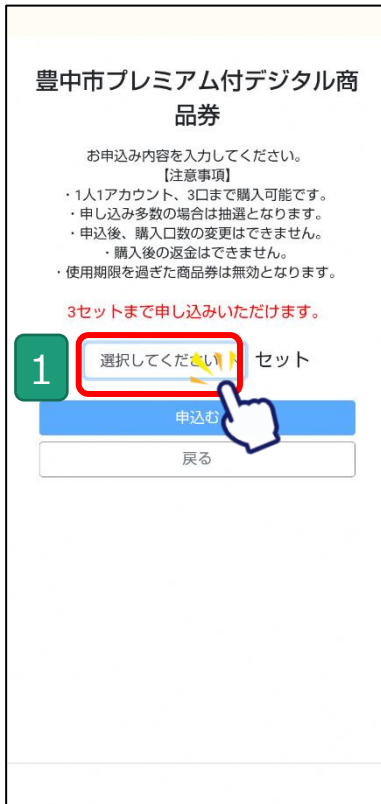 豊中市プレミアム付デジタル商
品券
お申込み内容を入力してください。
【注意事項】
・1人1アカウント、3口まで購入可能です。
・申し込み多数の場合は抽選となります。
・申込後、購入口数の変更はできません。
・購入後の返金はできません。
・使用期限を過ぎた商品券は無効となります。
3セットまで申し込みいただけます。
1
選択してください セット
申込む
戻る